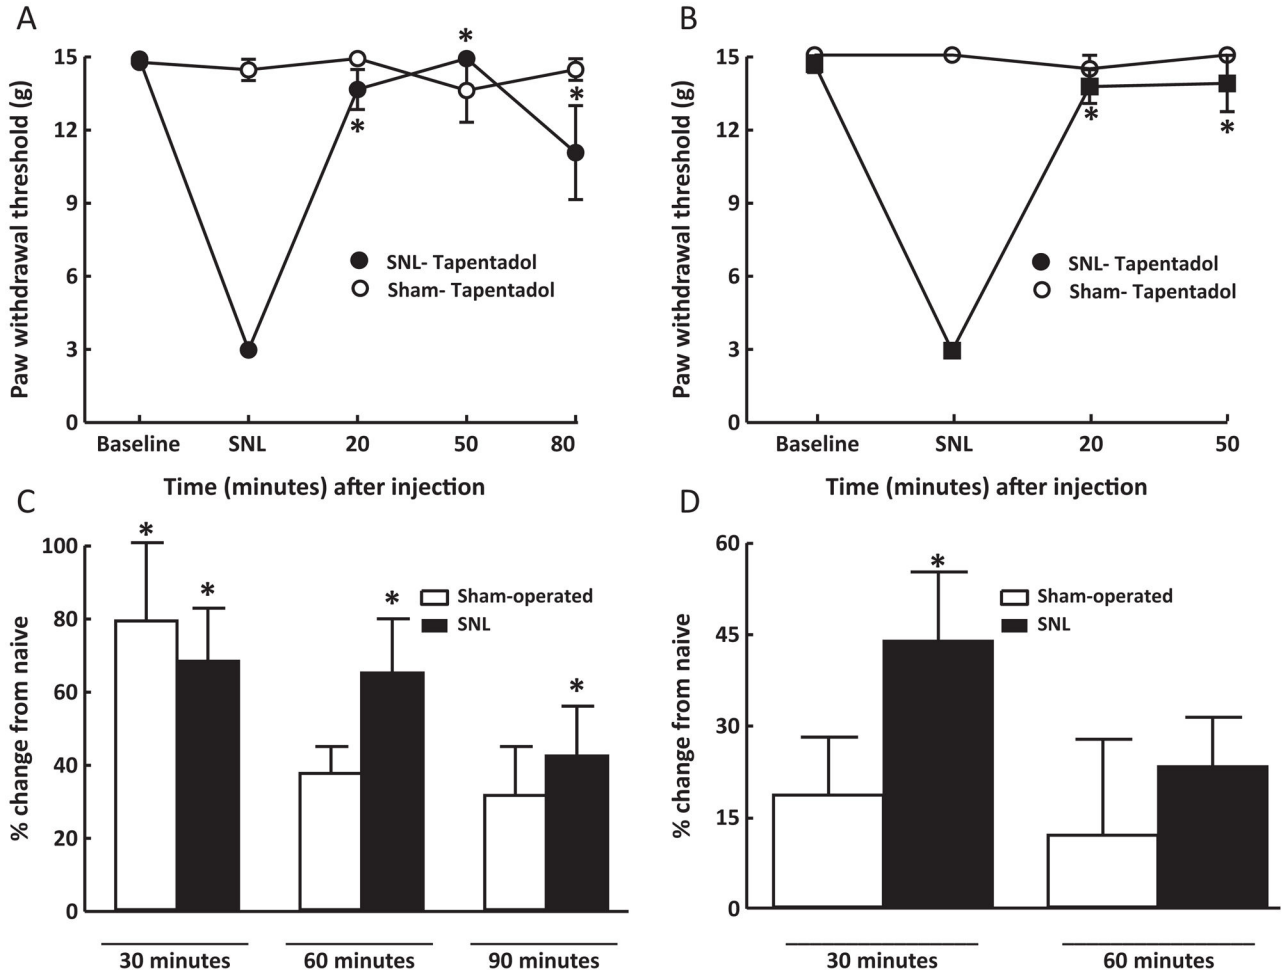 A
Paw withdrawal threshold (g)
15
12
9
6
3
0
*
*
*
SNL- Tapentadol
Sham- Tapentadol
Baseline SNL 20 50 80
Time (minutes) after injection
B
Paw withdrawal threshold (g)
15
12
9
6
3
0
*
*
SNL- Tapentadol
Sham- Tapentadol
Baseline SNL 20 50
Time (minutes) after injection
C
% change from naive
100
80
60
40
20
0
*
*
*
*
Sham-operated
SNL
30 minutes 60 minutes 90 minutes
D
% change from naive
60
45
30
15
0
*
Sham-operated
SNL
30 minutes 60 minutes